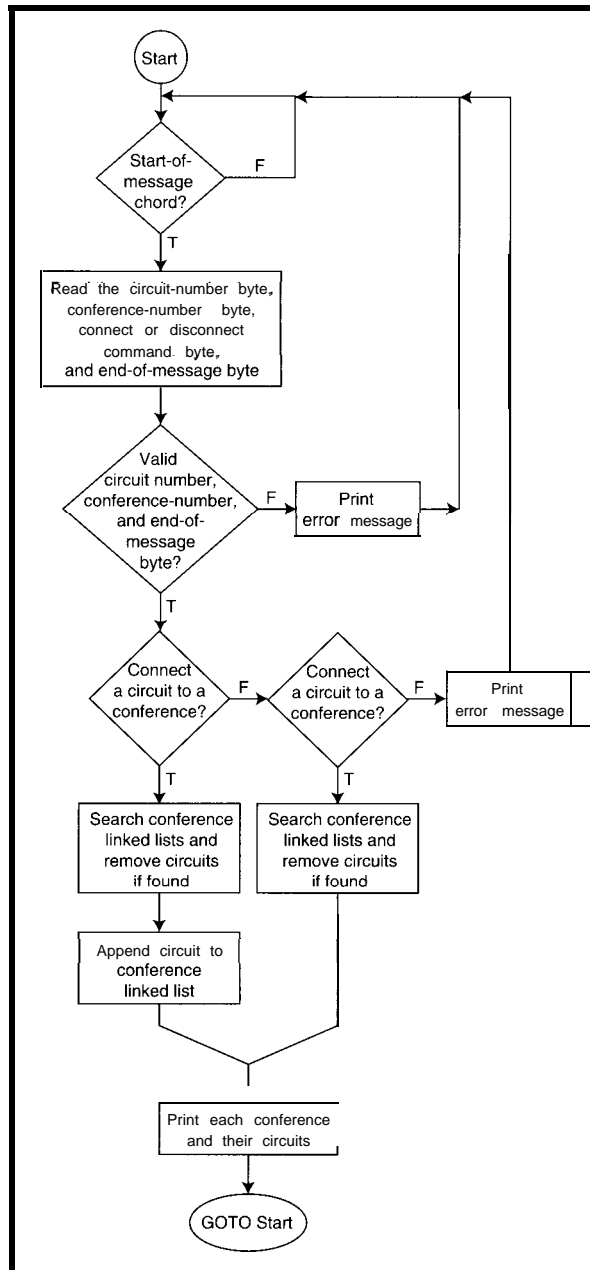 Start
Start-of-
message
chord?
F
T
Read the circuit-number byte,
conference-number byte,
connect or disconnect
command byte,
and end-of-message byte
Valid
circuit number,
conference-number,
and end-of-
message
byte?
F
Print
error message
T
Connect
a circuit to a
conference?
F
Connect
a circuit to a
conference?
F
Print
error message
T
T
Search conference
linked lists and
remove circuits
if found
Search conference
linked lists and
remove circuits
if found
Append circuit to
conference
linked list
Print each conference
and their circuits
GOTO Start